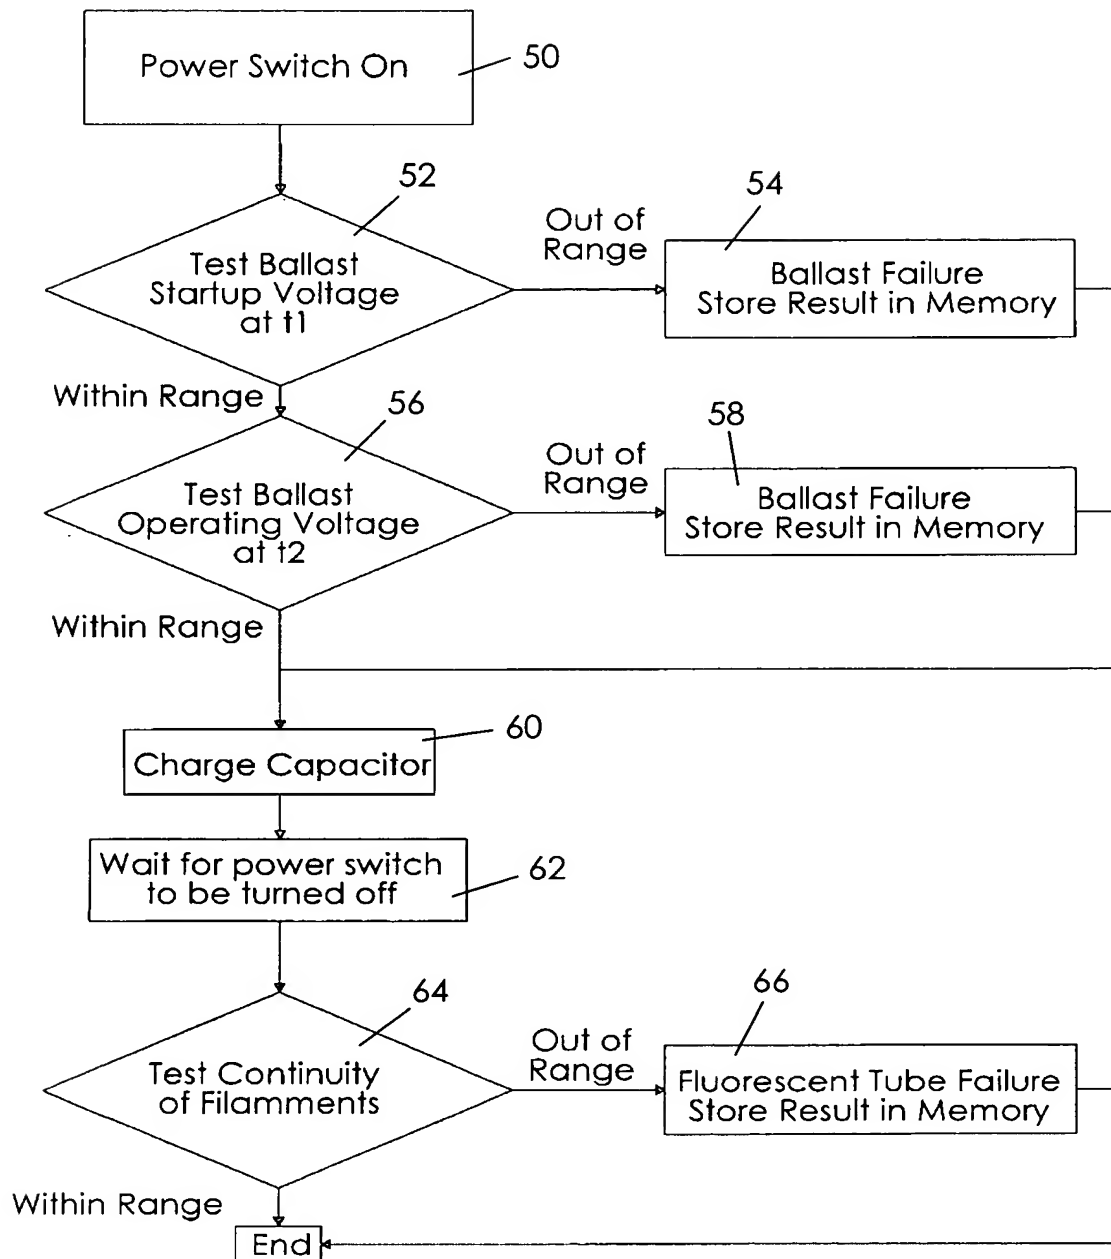 Power Switch On
50
52
Test Ballast
Startup Voltage
at t1
Out of
Range
54
Ballast Failure
Store Result in Memory
Within Range
56
Test Ballast
Operating Voltage
at t2
Out of
Range
58
Ballast Failure
Store Result in Memory
Within Range
60
Charge Capacitor
Wait for power switch
to be turned off
62
64
Test Continuity
of Filamments
Out of
Range
66
Fluorescent Tube Failure
Store Result in Memory
Within Range
End